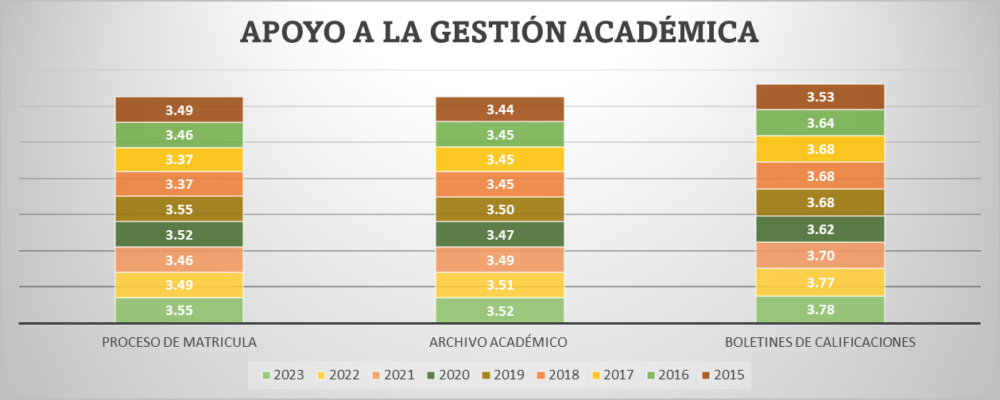 APOYO A LA GESTIÓN ACADÉMICA
3.49 3.44 3.53
3.46 3.45 3.64
3.37 3.45 3.68
3.37 3.45 3.68
3.55 3.50 3.68
3.52 3.47 3.62
3.46 3.49 3.70
3.49 3.51 3.77
3.55 3.52 3.78
PROCESO DE MATRICULA ARCHIVO ACADÉMICO BOLETINES DE CALIFICACIONES
2023 2022 2021 2020 2019 2018 2017 2016 2015